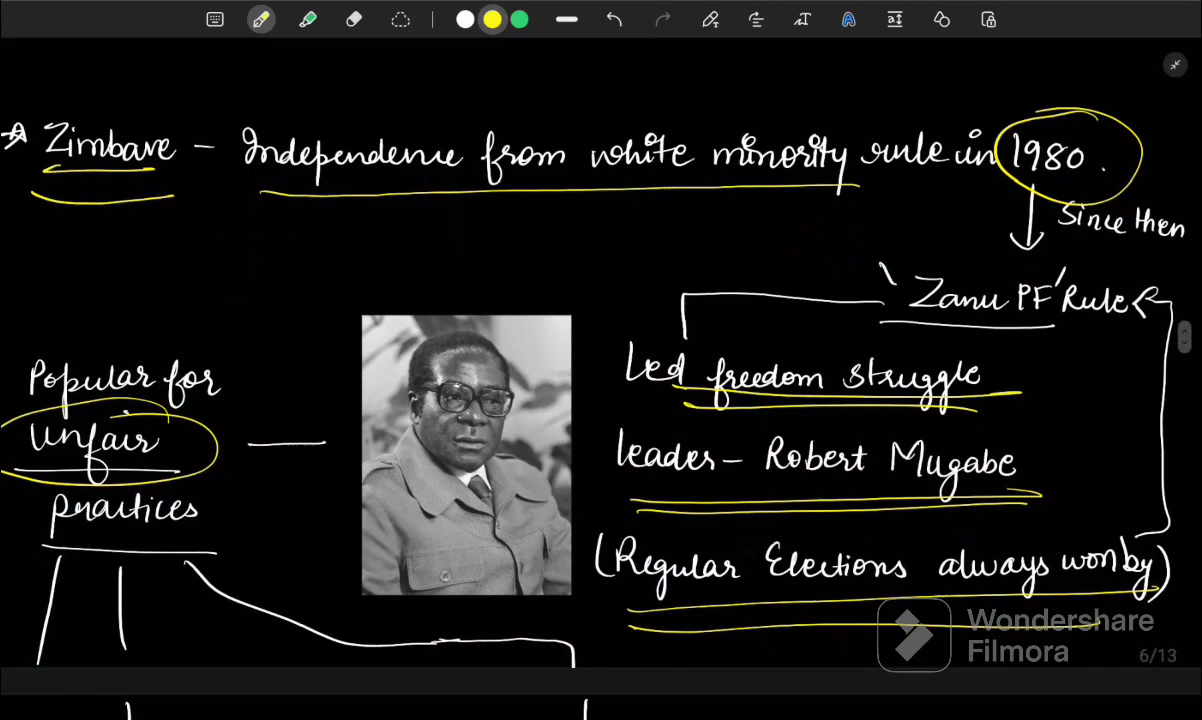 Zimbave - Independence from white minority rule in 1980.
Since then
'Zanu PF' Rule
Led freedom struggle
leader - Robert Mugabe
(Regular Elections always won by)
Popular for
unfair
practices
Wondershare
Filmora
6/13